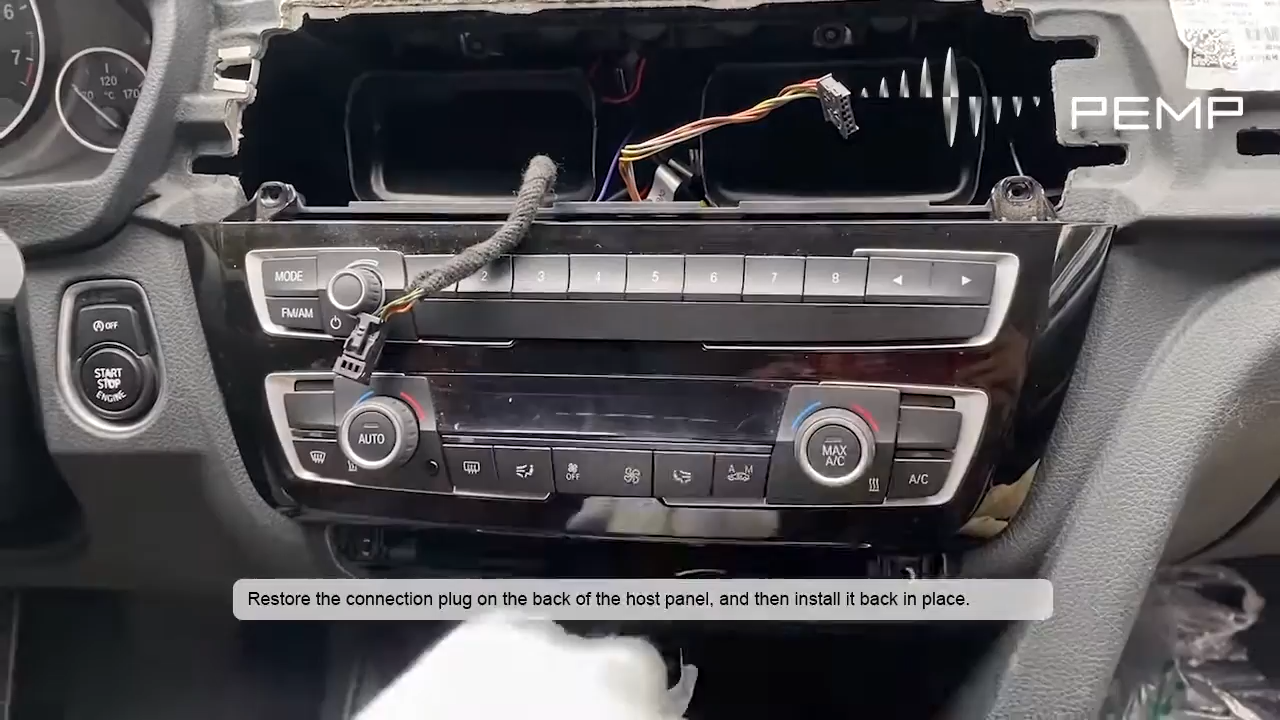 6
7
120
°C
170
PEMP
MODE
2
3
4
5
6
7
8
FM/AM
OFF
START
STOP
ENGINE
AUTO
MAX
A/C
OFF
A
M
A/C
Restore the connection plug on the back of the host panel, and then install it back in place.